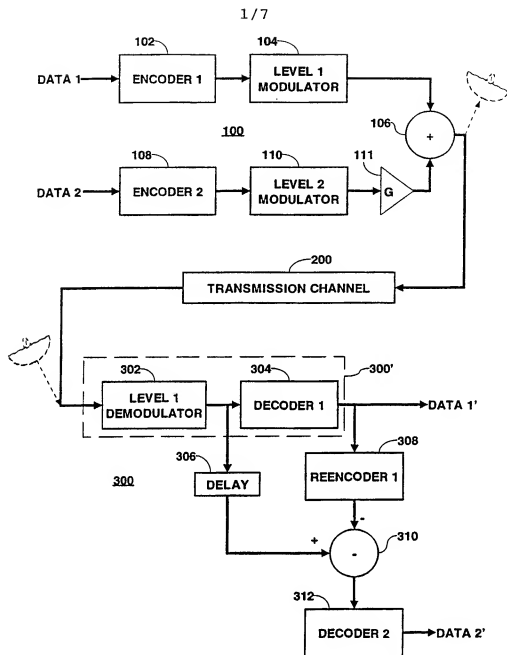 1/7
102
104
DATA 1
ENCODER 1
LEVEL 1
MODULATOR
106
+
100
108
110
111
DATA 2
ENCODER 2
LEVEL 2
MODULATOR
G
200
TRANSMISSION CHANNEL
302
304
300'
LEVEL 1
DEMODULATOR
DECODER 1
DATA 1'
306
308
300
DELAY
REENCODER 1
-
+
-
310
312
DECODER 2
DATA 2'